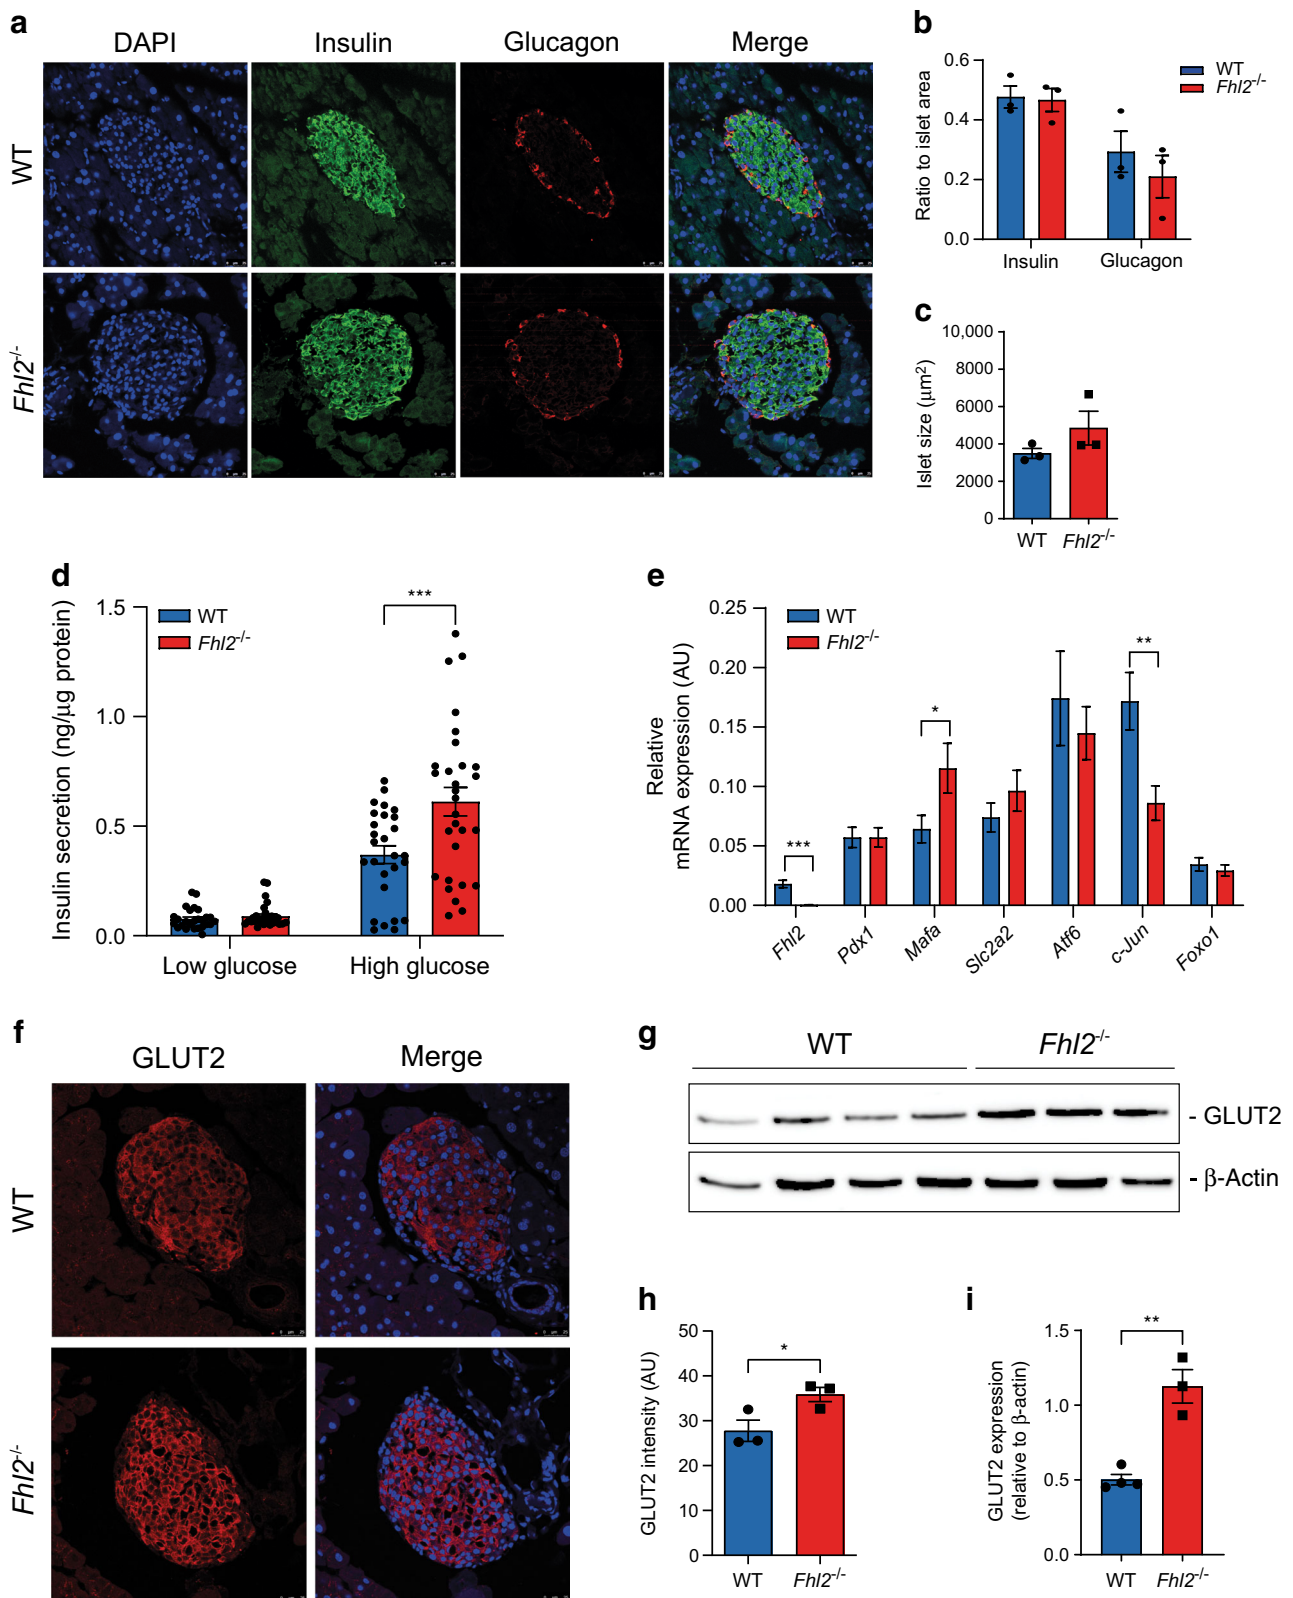 a
DAPI Insulin Glucagon Merge
WT
Fhl2-/-
b
Ratio to islet area
0.6
0.4
0.2
0.0
Insulin Glucagon
WT
Fhl2-/-
c
Islet size (µm²)
10,000
8000
6000
4000
2000
0
WT Fhl2-/-
d
Insulin secretion (ng/µg protein)
1.5
1.0
0.5
0.0
WT
Fhl2-/-
***
Low glucose High glucose
e
Relative
mRNA expression (AU)
0.25
0.20
0.15
0.10
0.05
0.00
WT
Fhl2-/-
***
*
**
Fhl2 Pdx1 Mafa Slc2a2 Atf6 c-Jun Foxo1
f
GLUT2 Merge
WT
Fhl2-/-
g
WT Fhl2-/-
- GLUT2
- β-Actin
h
GLUT2 intensity (AU)
50
40
30
20
10
0
*
WT Fhl2-/-
i
GLUT2 expression
(relative to β-actin)
1.5
1.0
0.5
0.0
**
WT Fhl2-/-